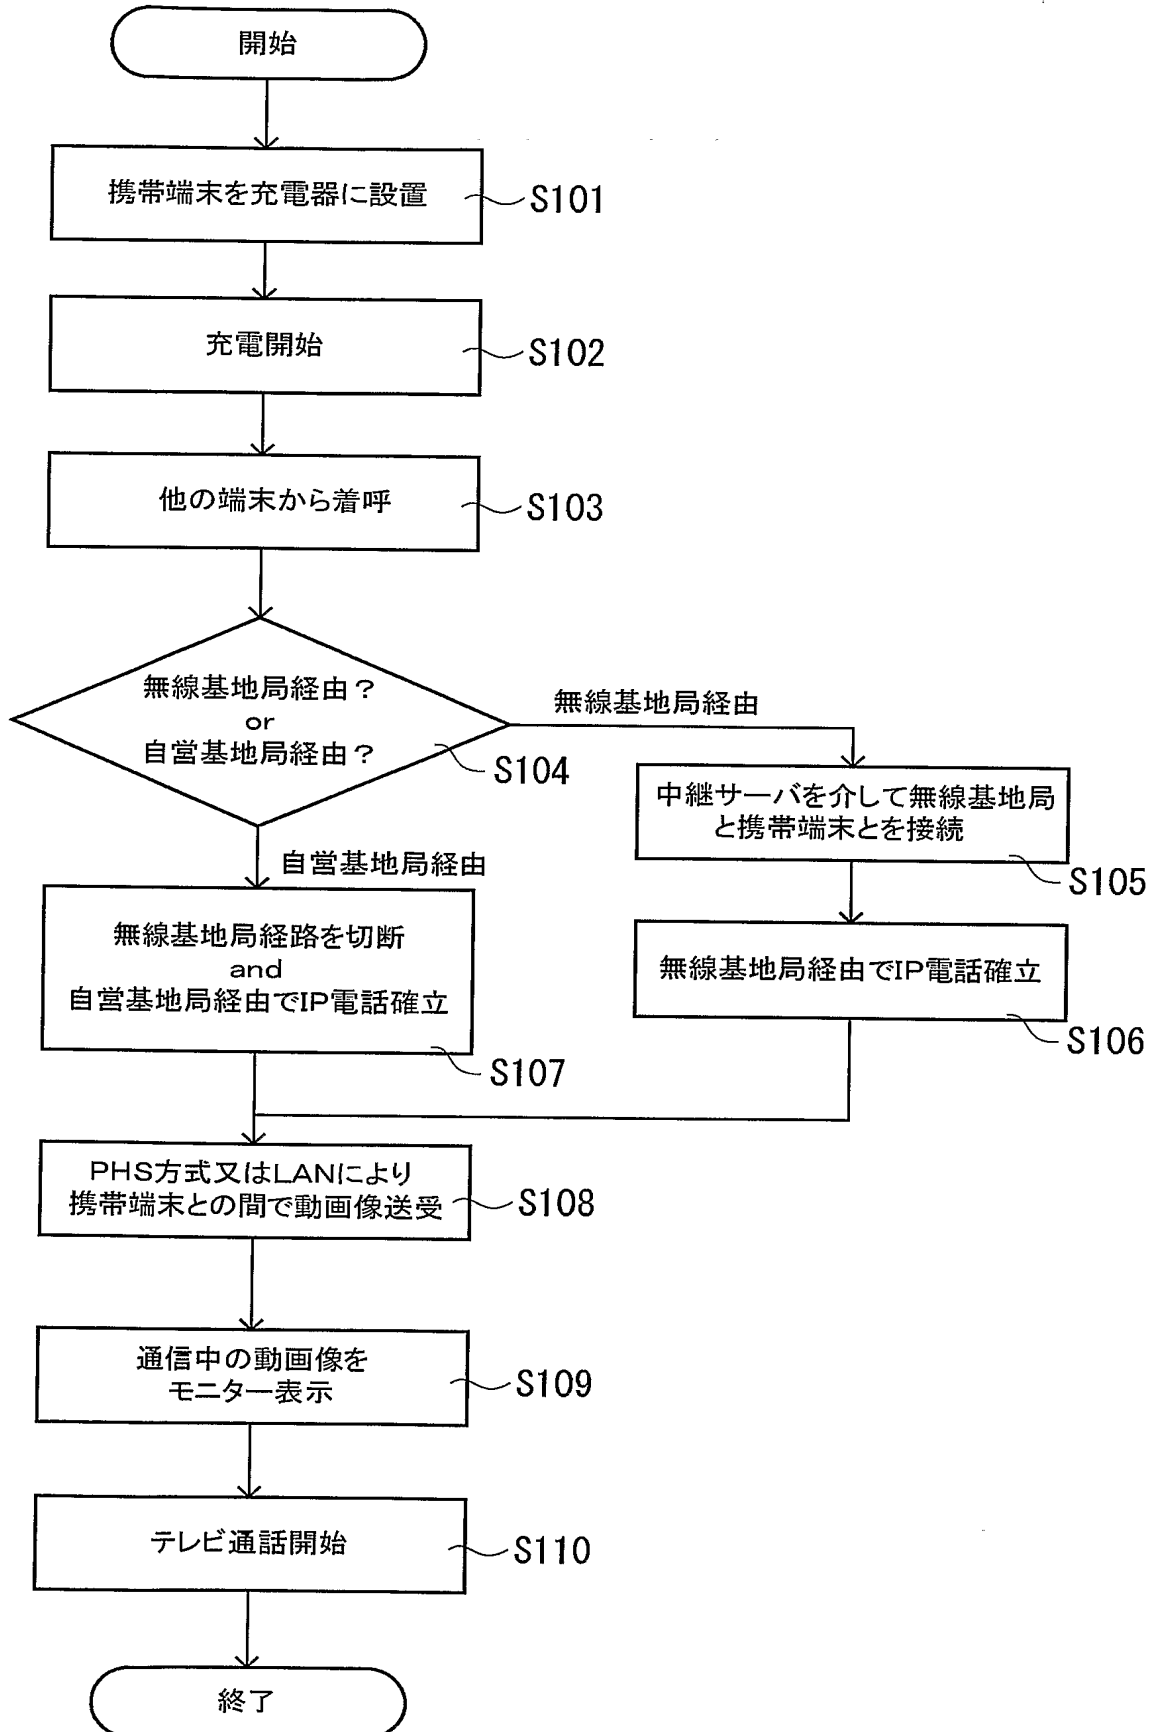 開始
携帯端末を充電器に設置
S101
充電開始
S102
他の端末から着呼
S103
無線基地局経由?
or
自営基地局経由?
S104
無線基地局経由
中継サーバを介して無線基地局
と携帯端末とを接続
S105
無線基地局経由でIP電話確立
S106
自営基地局経由
無線基地局経路を切断
and
自営基地局経由でIP電話確立
S107
PHS方式又はLANにより
携帯端末との間で動画像送受
S108
通信中の動画像を
モニター表示
S109
テレビ通話開始
S110
終了